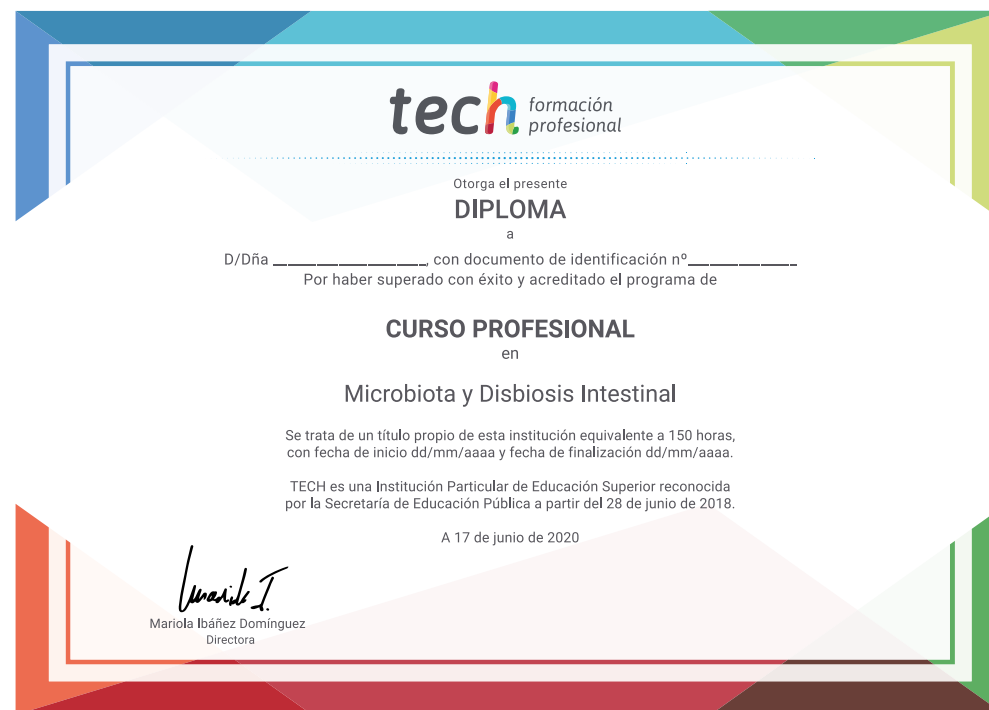 tech formación
profesional
Otorga el presente
DIPLOMA
a
D/Dña ______________, con documento de identificación nº__________
Por haber superado con éxito y acreditado el programa de
CURSO PROFESIONAL
en
Microbiota y Disbiosis Intestinal
Se trata de un título propio de esta institución equivalente a 150 horas,
con fecha de inicio dd/mm/aaaa y fecha de finalización dd/mm/aaaa.
TECH es una Institución Particular de Educación Superior reconocida
por la Secretaría de Educación Pública a partir del 28 de junio de 2018.
A 17 de junio de 2020
Mariola Ibáñez Domínguez
Directora